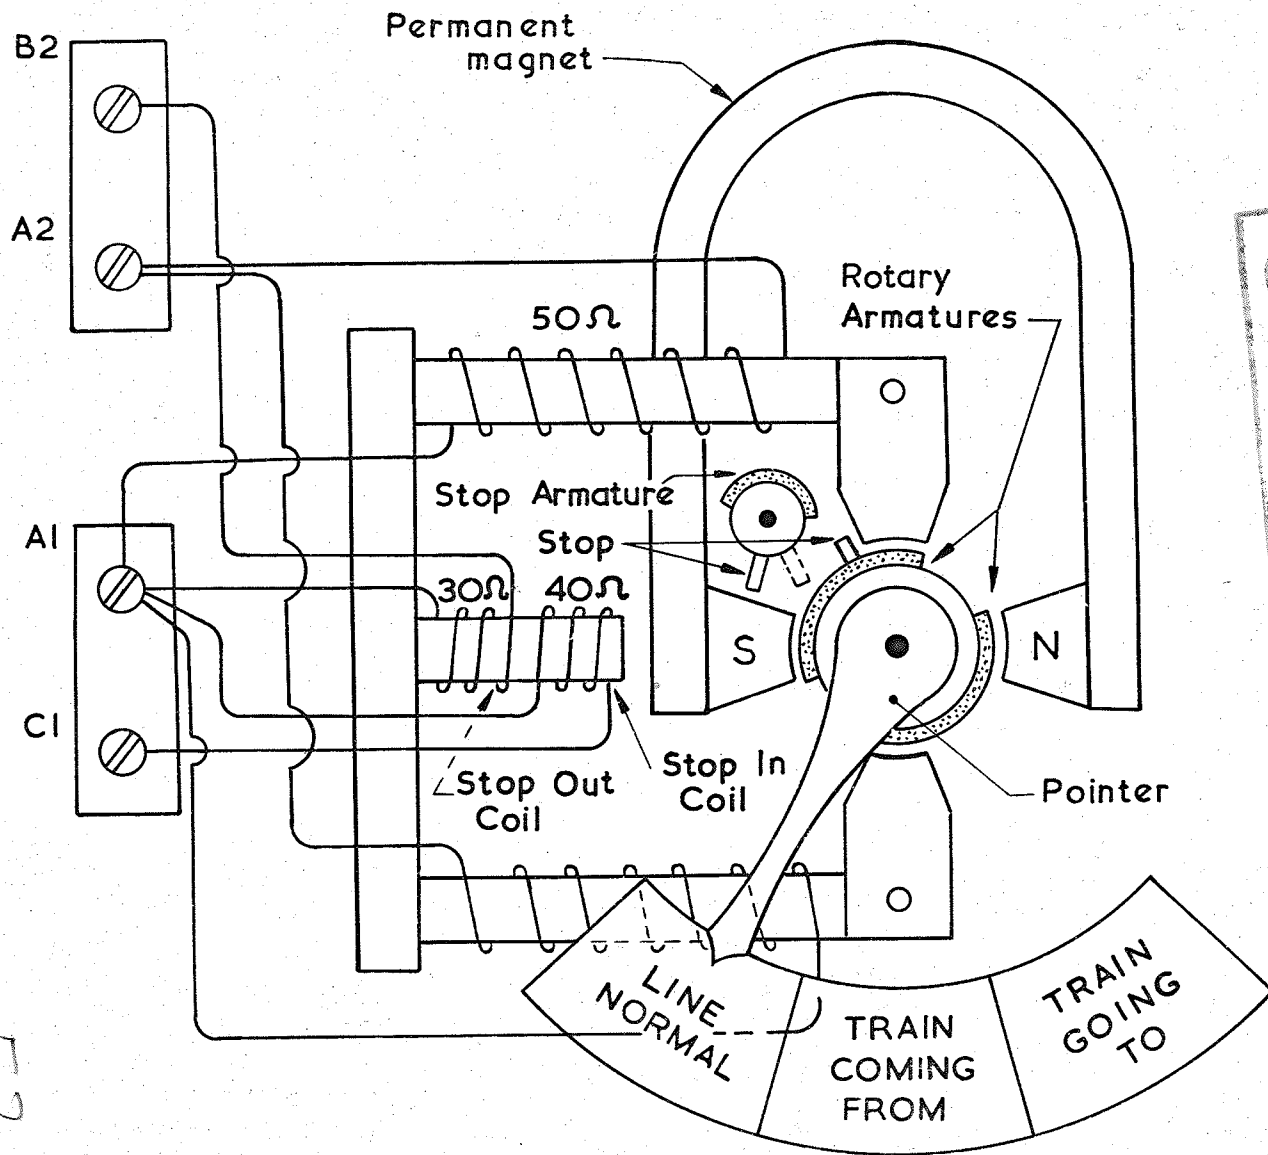 B2
Permanent
magnet
A2
Rotary
Armatures
50Ω
Stop Armature
A1
Stop
30Ω
40Ω
S
N
C1
Stop Out
Coil
Stop In
Coil
Pointer
LINE
NORMAL
TRAIN
COMING
FROM
TRAIN
GOING
TO